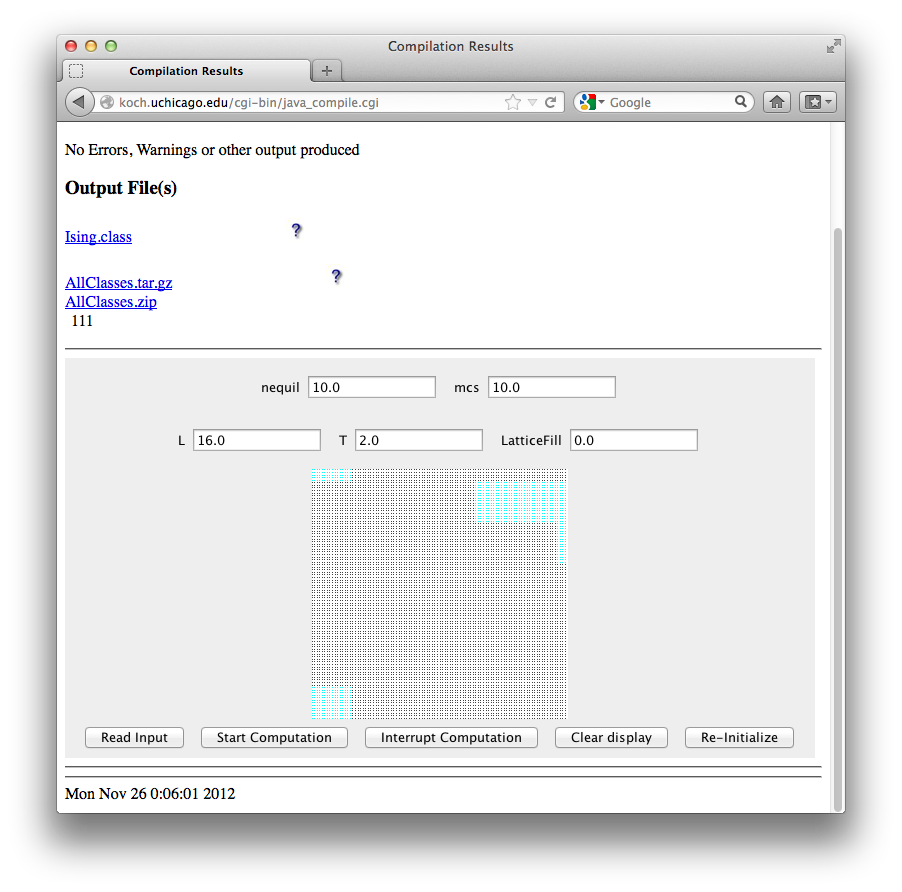 Compilation Results
Compilation Results
koch.uchicago.edu/cgi-bin/java_compile.cgi Google
No Errors, Warnings or other output produced
Output File(s)
Ising.class ?
AllClasses.tar.gz ?
AllClasses.zip
111
nequil 10.0 mcs 10.0
L 16.0 T 2.0 LatticeFill 0.0
Read Input Start Computation Interrupt Computation Clear display Re-Initialize
Mon Nov 26 0:06:01 2012